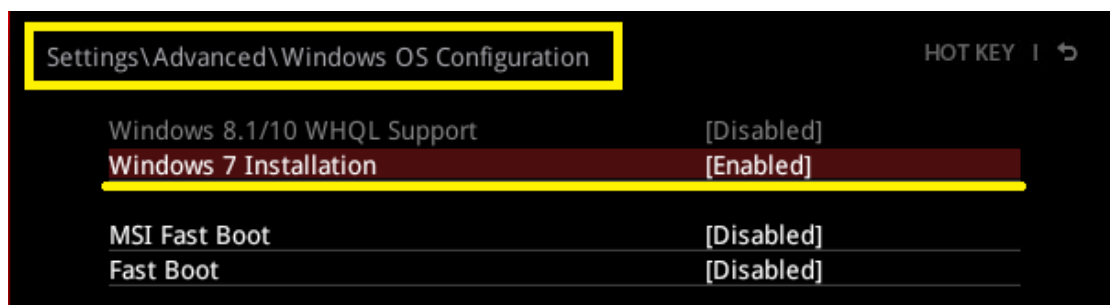 Settings\Advanced\Windows OS Configuration HOT KEY |
Windows 8.1/10 WHQL Support [Disabled]
Windows 7 Installation [Enabled]
MSI Fast Boot [Disabled]
Fast Boot [Disabled]